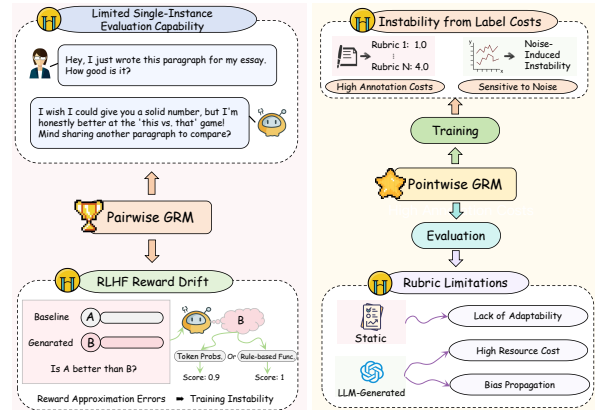 Limited Single-Instance
Evaluation Capability
Hey, I just wrote this paragraph for my essay.
How good is it?
I wish I could give you a solid number, but I'm
honestly better at the 'this vs. that' game!
Mind sharing another paragraph to compare?
Pairwise GRM
RLHF Reward Drift
Baseline
A
Genarated
B
Is A better than B?
B
Token Probs.
Or
Rule-based Func.
Score: 0.9
Score: 1
Reward Approximation Errors ➡ Training Instability
Instability from Label Costs
Rubric 1: 1.0
Rubric N: 4.0
High Annotation Costs
Noise-
Induced
Instability
Sensitive to Noise
Training
Pointwise GRM
Evaluation
Rubric Limitations
Static
LLM-Generated
Lack of Adaptability
High Resource Cost
Bias Propagation